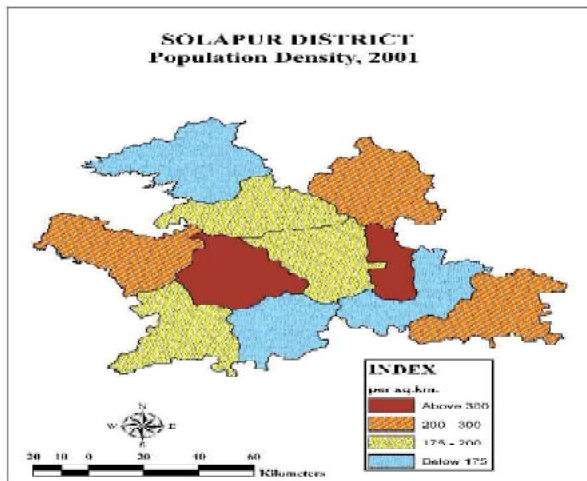 SOLAPUR DISTRICT
Population Density, 2001
INDEX
per sq.km.
Above 300
200 - 300
175 - 200
Below 175
N
W E
S
20 10 0 20 40 60
Kilometers